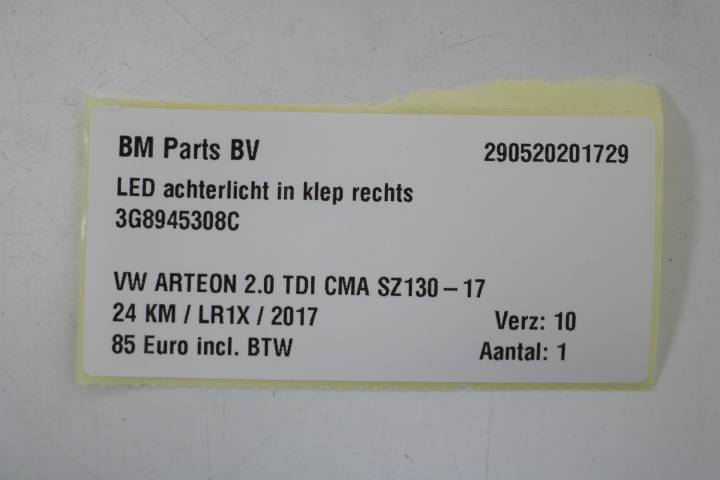 BM Parts BV 290520201729
LED achterlicht in klep rechts
3G8945308C
VW ARTEON 2.0 TDI CMA SZ130-17
24 KM / LR1X / 2017 Verz: 10
85 Euro incl. BTW Aantal: 1